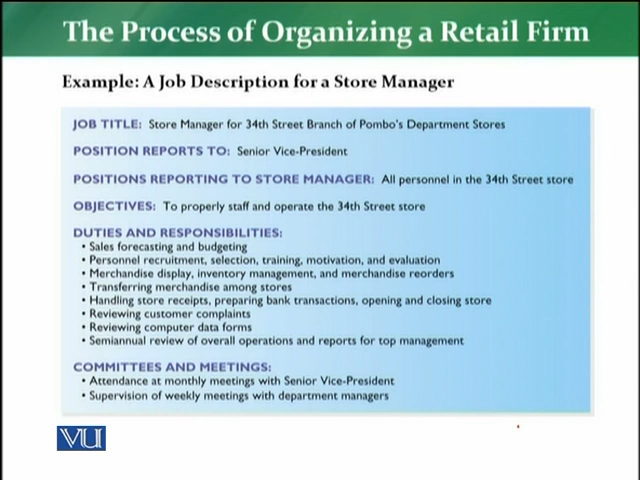 The Process of Organizing a Retail Firm
Example: A Job Description for a Store Manager
JOB TITLE: Store Manager for 34th Street Branch of Pombo's Department Stores
POSITION REPORTS TO: Senior Vice-President
POSITIONS REPORTING TO STORE MANAGER: All personnel in the 34th Street store
OBJECTIVES: To properly staff and operate the 34th Street store
DUTIES AND RESPONSIBILITIES:
• Sales forecasting and budgeting
• Personnel recruitment, selection, training, motivation, and evaluation
• Merchandise display, inventory management, and merchandise reorders
• Transferring merchandise among stores
• Handling store receipts, preparing bank transactions, opening and closing store
• Reviewing customer complaints
• Reviewing computer data forms
• Semiannual review of overall operations and reports for top management
COMMITTEES AND MEETINGS:
• Attendance at monthly meetings with Senior Vice-President
• Supervision of weekly meetings with department managers
VU